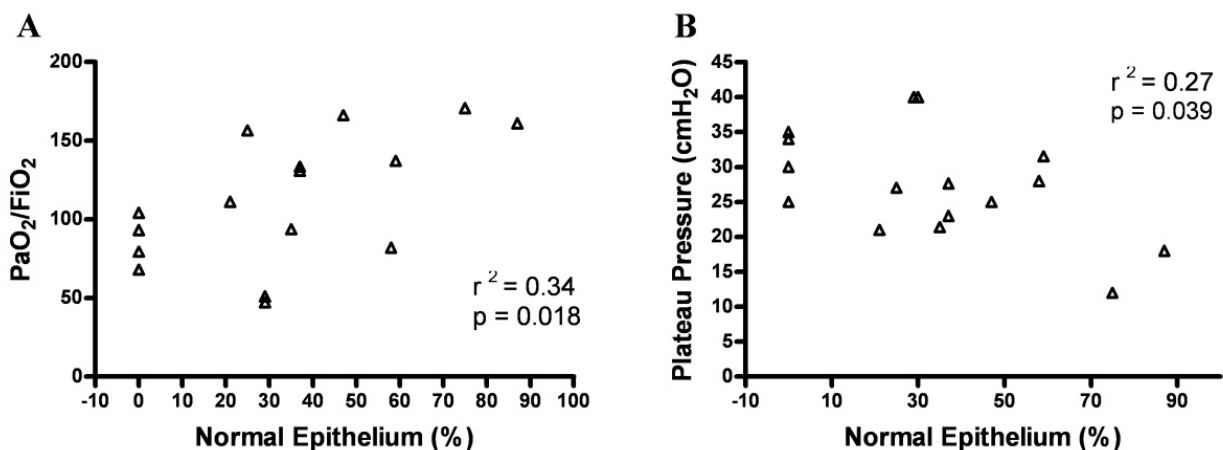 A
PaO₂/FiO₂
200
150
100
50
0
-10 0 10 20 30 40 50 60 70 80 90 100
Normal Epithelium (%)
r ² = 0.34
p = 0.018
B
Plateau Pressure (cmH₂O)
45
40
35
30
25
20
15
10
5
0
-10 10 30 50 70 90
Normal Epithelium (%)
r ² = 0.27
p = 0.039